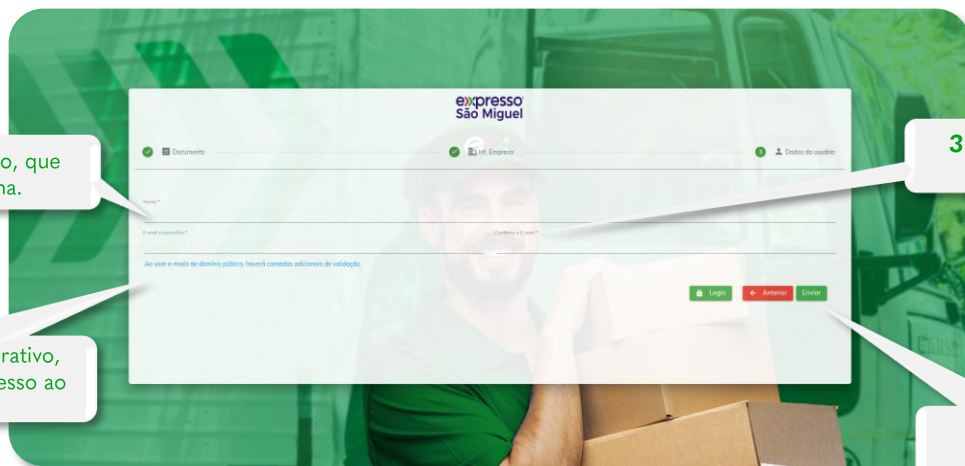 expresso
São Miguel
Documento
inf. Empresa
3 Dados do usuário
o, que
na.
3
Nome *
E-mail corporativo *
Confirme o E-mail *
Ao usar e-mails de domínio público, haverá camadas adicionais de validação.
Login
Anterior
Enviar
rativo,
esso ao